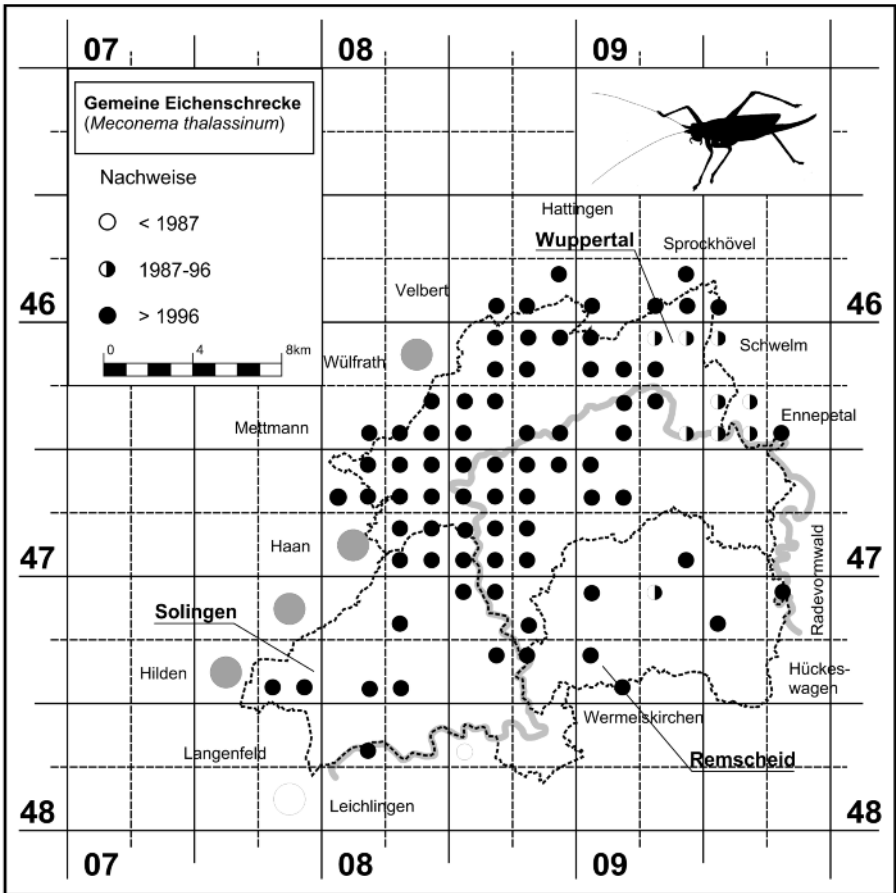 07 08 09
Gemeine Eichenschrecke
(Meconema thalassinum)
Nachweise
< 1987
1987-96
> 1996
0 4 8km
Hattingen
Wuppertal
Sprockhövel
Velbert
46 46
Schwelm
Wülfrath
Ennepetal
Mettmann
Haan
47 47
Radevormwald
Solingen
Hilden
Hückes-
wagen
Wermelskirchen
Langenfeld
Remscheid
Leichlingen
48 48
07 08 09